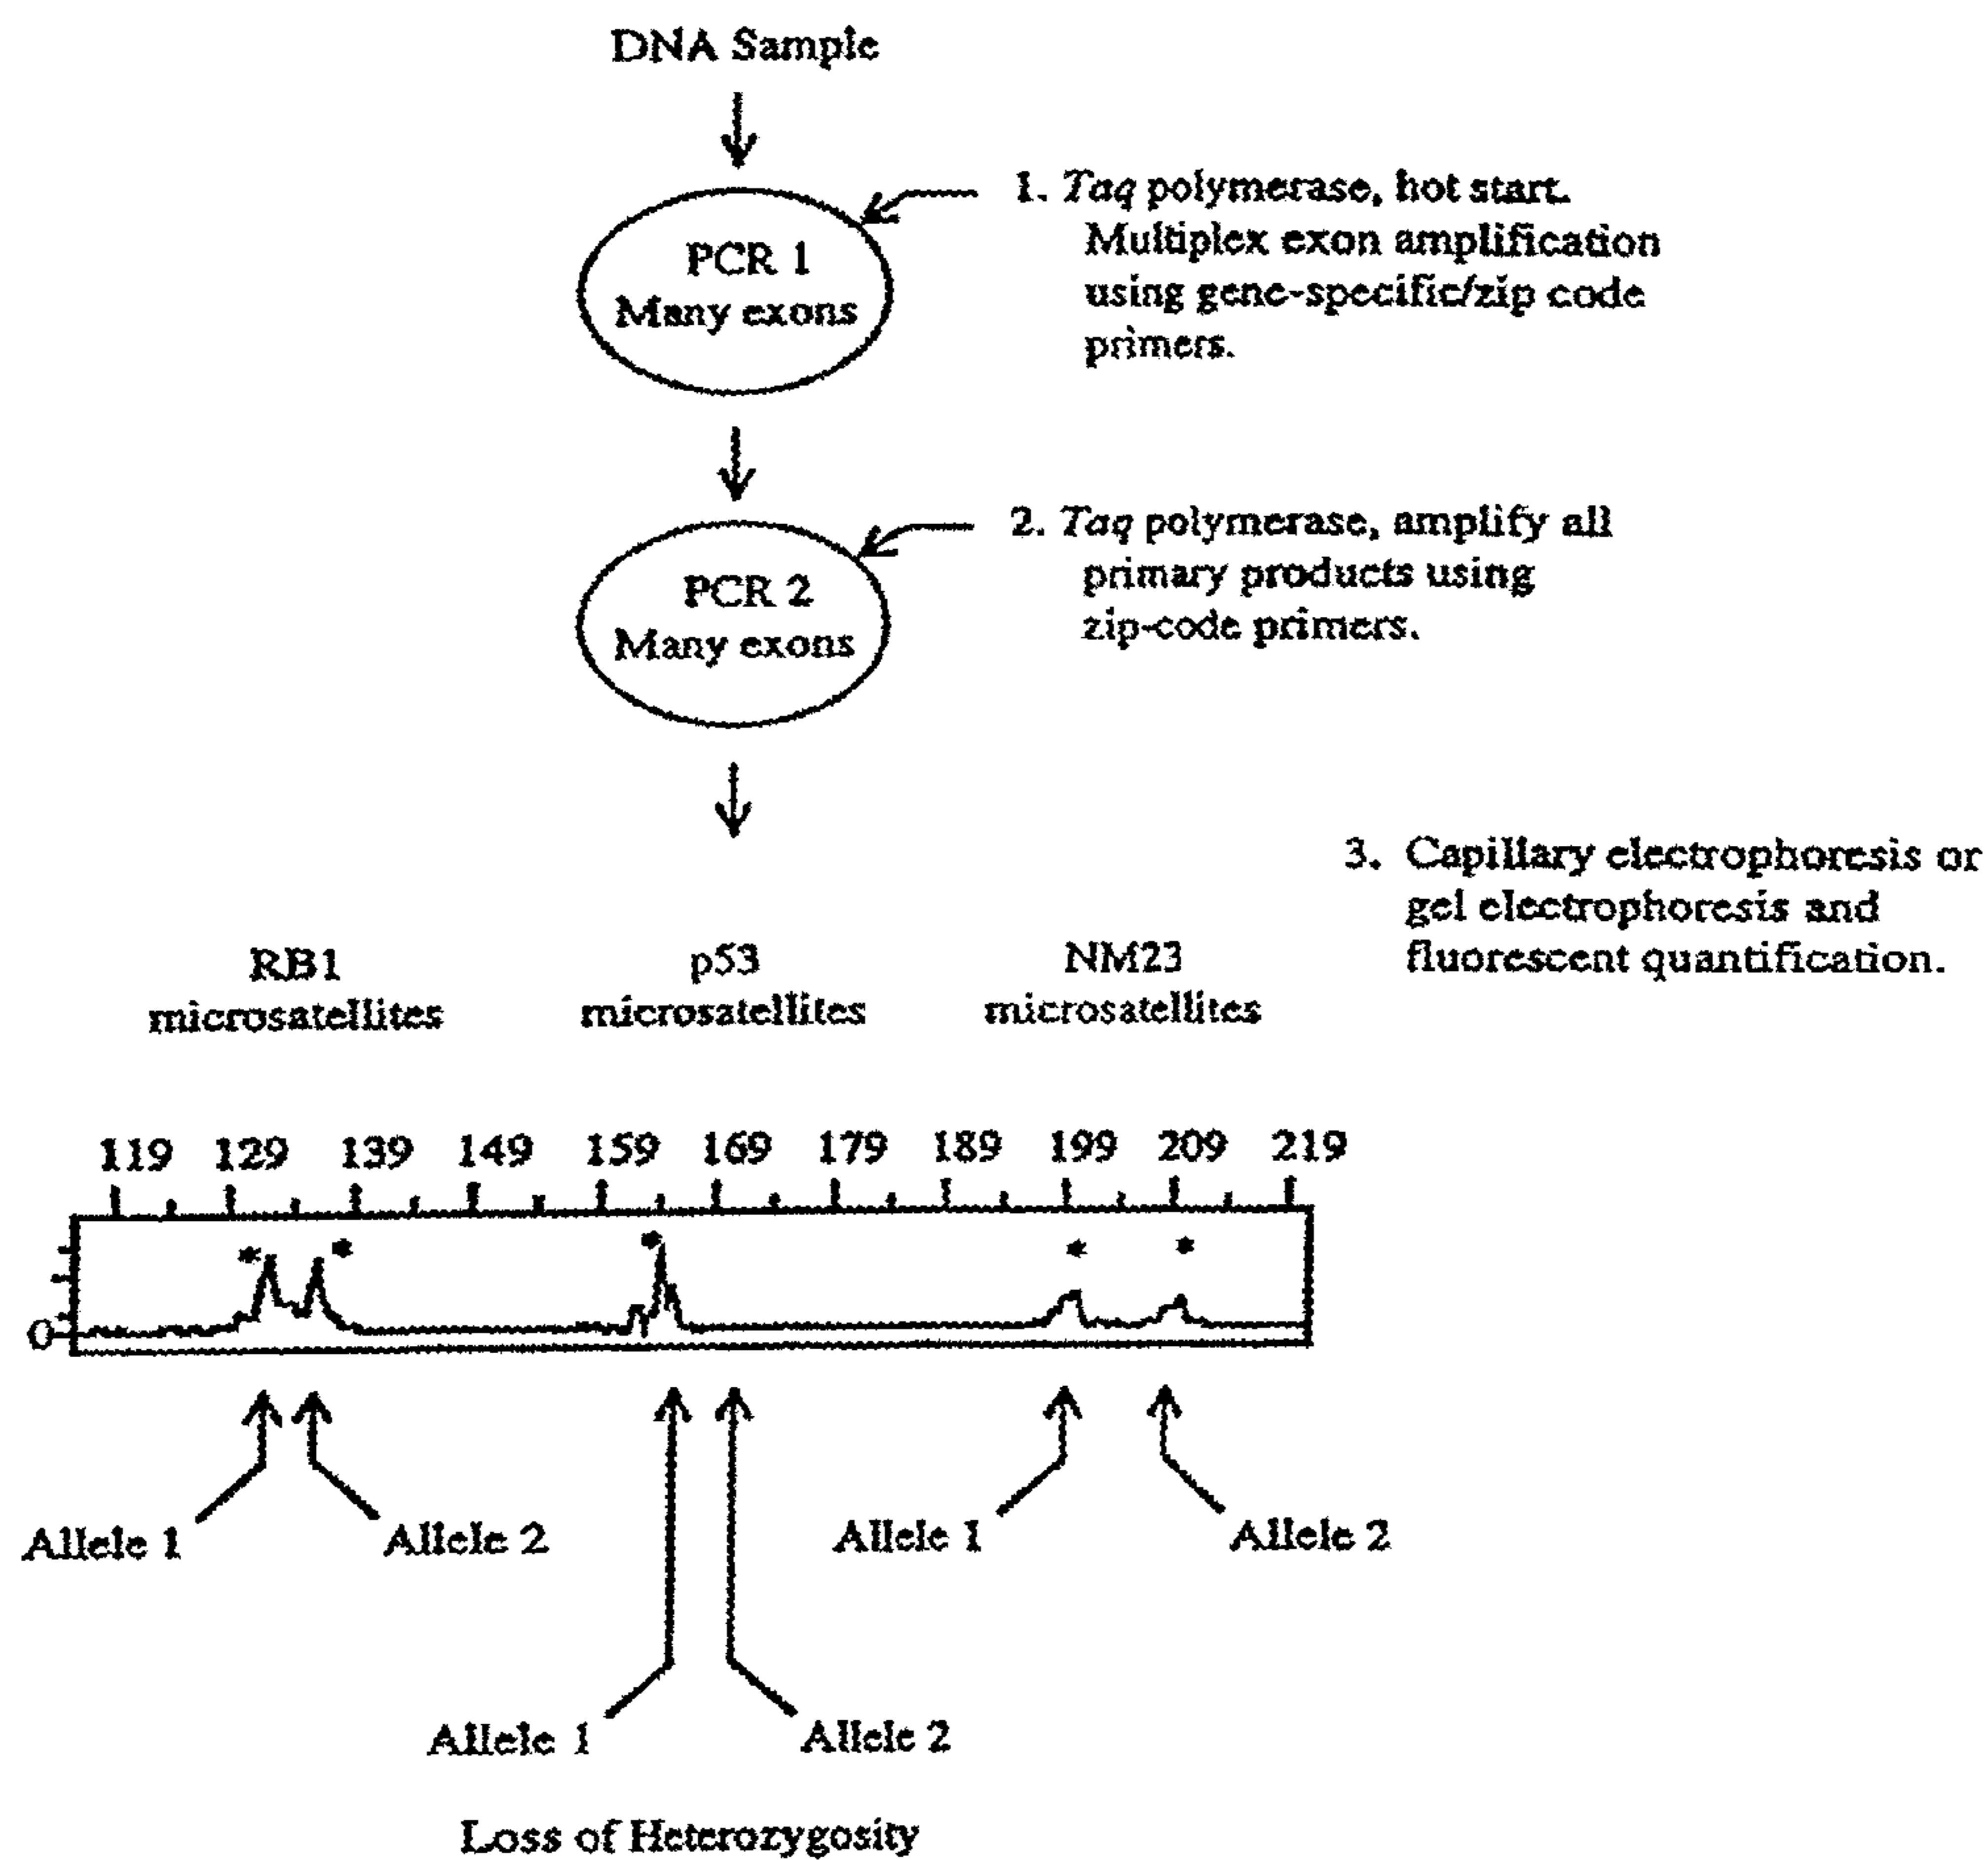 DNA Sample
PCR 1
Many exons
1. Taq polymerase, hot start.
Multiplex exon amplification
using gene-specific/zip code
primers.
PCR 2
Many exons
2. Taq polymerase, amplify all
primary products using
zip-code primers.
3. Capillary electrophoresis or
gel electrophoresis and
fluorescent quantification.
RB1
microsatellites
p53
microsatellites
NM23
microsatellites
119 129 139 149 159 169 179 189 199 209 219
0
Allele 1
Allele 2
Allele 1
Allele 2
Allele 1
Allele 2
Loss of Heterozygosity